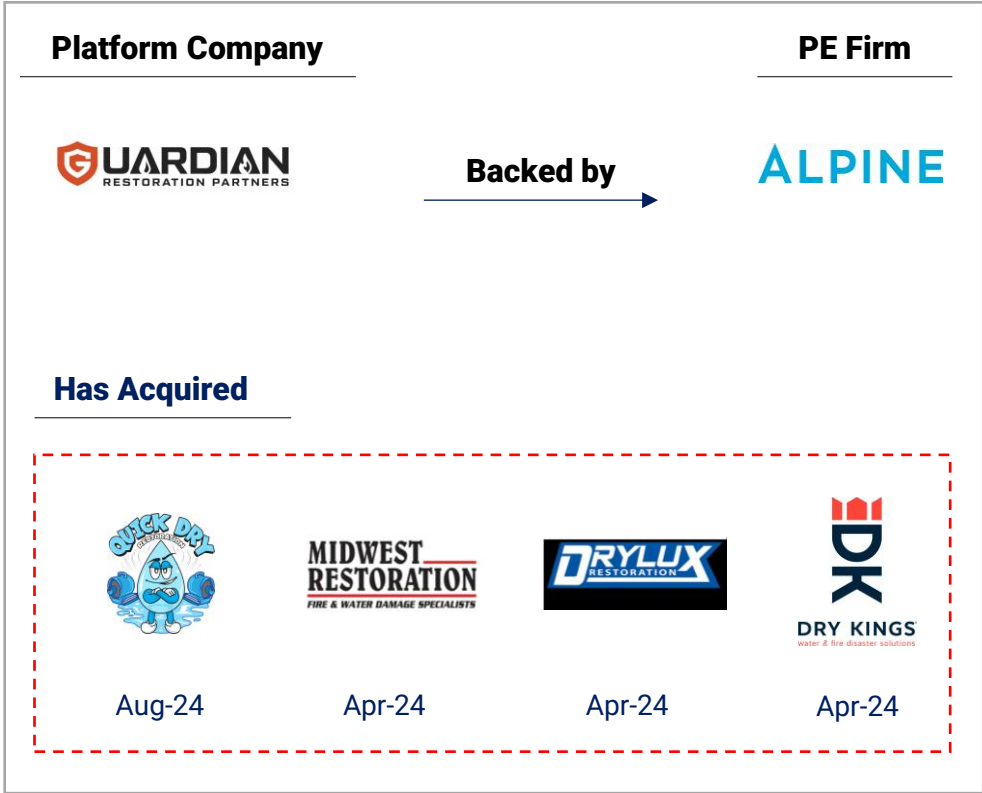 Platform Company
PE Firm
GUARDIAN
RESTORATION PARTNERS
Backed by
ALPINE
Has Acquired
QUICK DRY
RESTORATION
MIDWEST
RESTORATION
FIRE & WATER DAMAGE SPECIALISTS
DRYLUX
RESTORATION
DK
DRY KINGS
water & fire disaster solutions
Aug-24
Apr-24
Apr-24
Apr-24